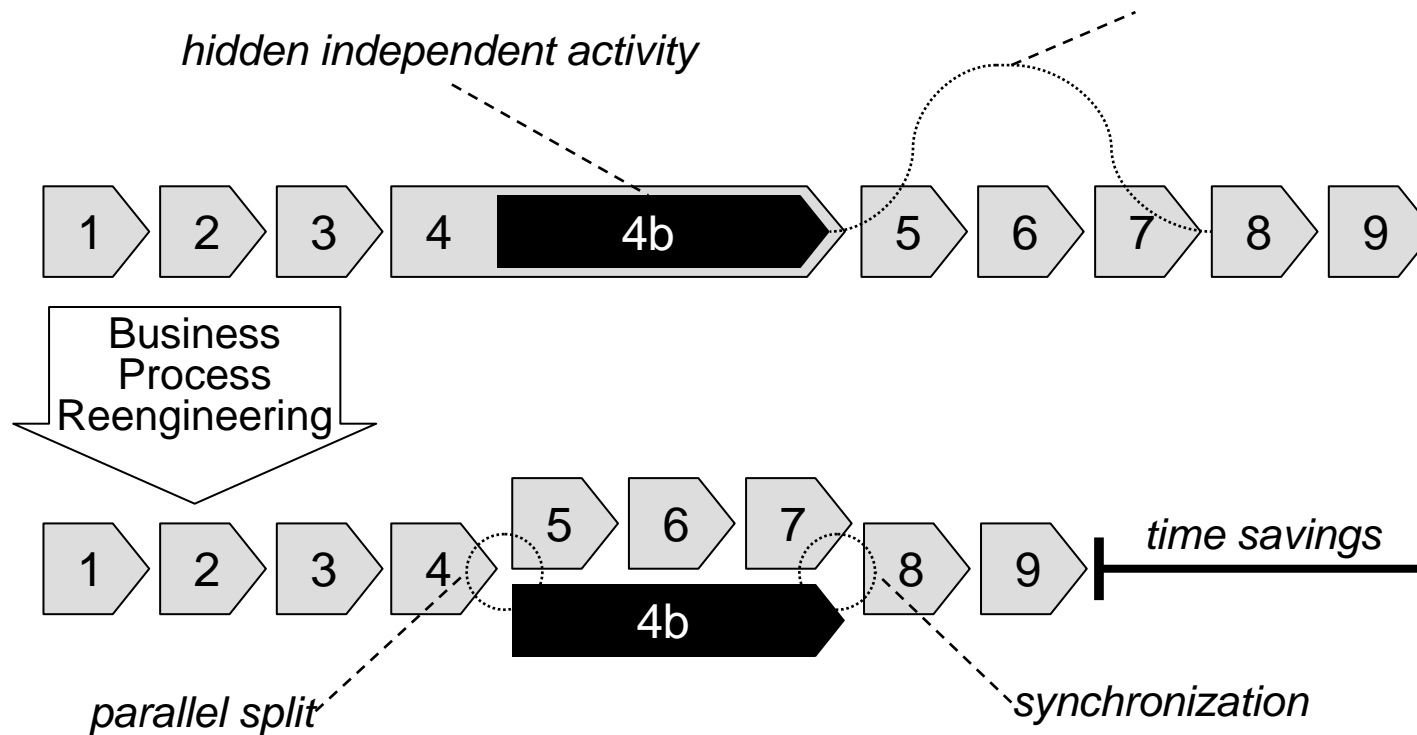 hidden independent activity
1 2 3 4 4b 5 6 7 8 9
Business
Process
Reengineering
5 6 7
1 2 3 4 8 9
time savings
4b
parallel split
synchronization